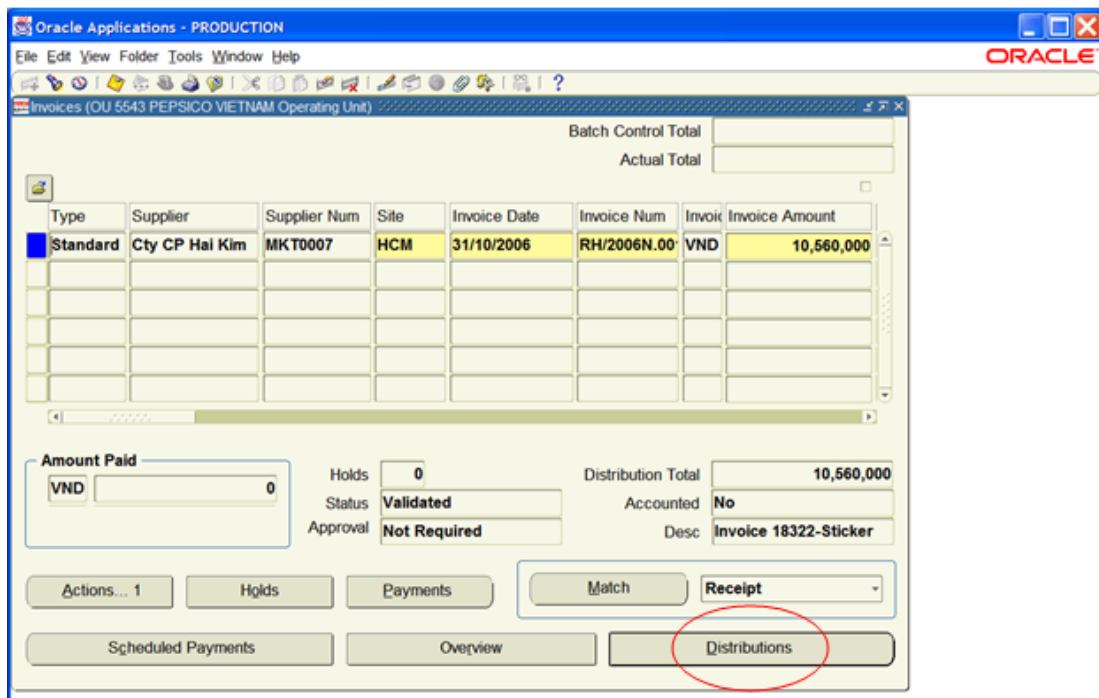 Oracle Applications - PRODUCTION
File Edit View Folder Tools Window Help
ORACLE
Invoices (OU 5543 PEPSICO VIETNAM Operating Unit)
Batch Control Total
Actual Total
Type Supplier Supplier Num Site Invoice Date Invoice Num Invoic Invoice Amount
Standard Cty CP Hai Kim MKT0007 HCM 31/10/2006 RH/2006N.00 VND 10,560,000
Amount Paid
VND 0
Holds 0
Status Validated
Approval Not Required
Distribution Total 10,560,000
Accounted No
Desc Invoice 18322-Sticker
Actions... 1 Holds Payments Match Receipt
Scheduled Payments Overview Distributions